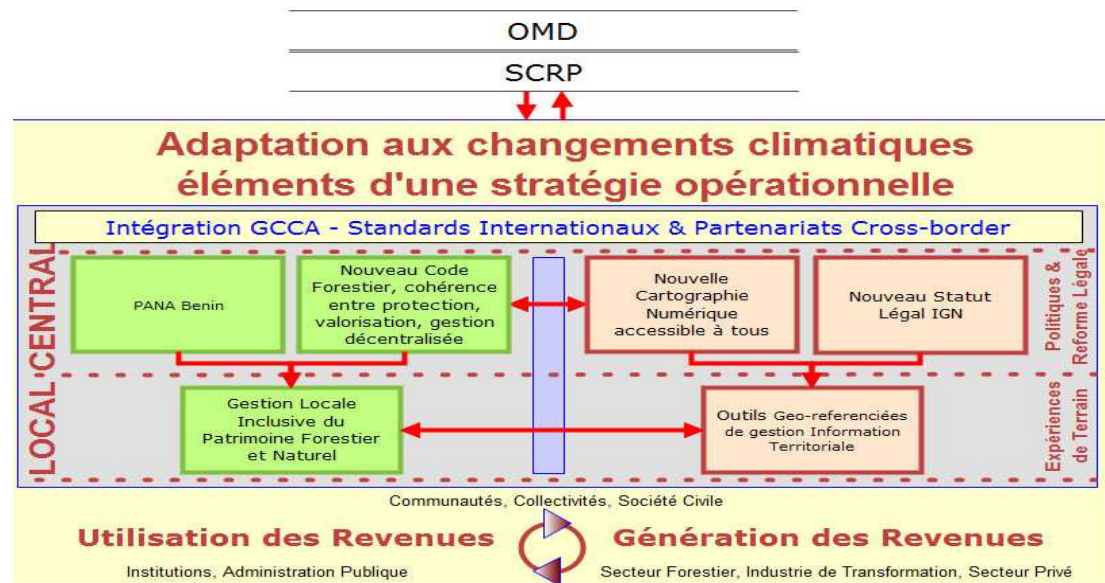 OMD
SCRP
Adaptation aux changements climatiques
éléments d'une stratégie opérationnelle
Intégration GCCA - Standards Internationaux & Partenariats Cross-border
CENTRAL
PANA Benin
Nouveau Code
Forestier, cohérence
entre protection,
valorisation, gestion
décentralisée
Nouvelle
Cartographie
Numérique
accessible à tous
Nouveau Statut
Légal IGN
Politiques &
Reforme Légale
LOCAL
Gestion Locale
Inclusive du
Patrimoine Forestier
et Naturel
Outils Geo-referenciées
de gestion Information
Territoriale
Expériences
de Terrain
Communautés, Collectivités, Société Civile
Utilisation des Revenues
Génération des Revenues
Institutions, Administration Publique
Secteur Forestier, Industrie de Transformation, Secteur Privé